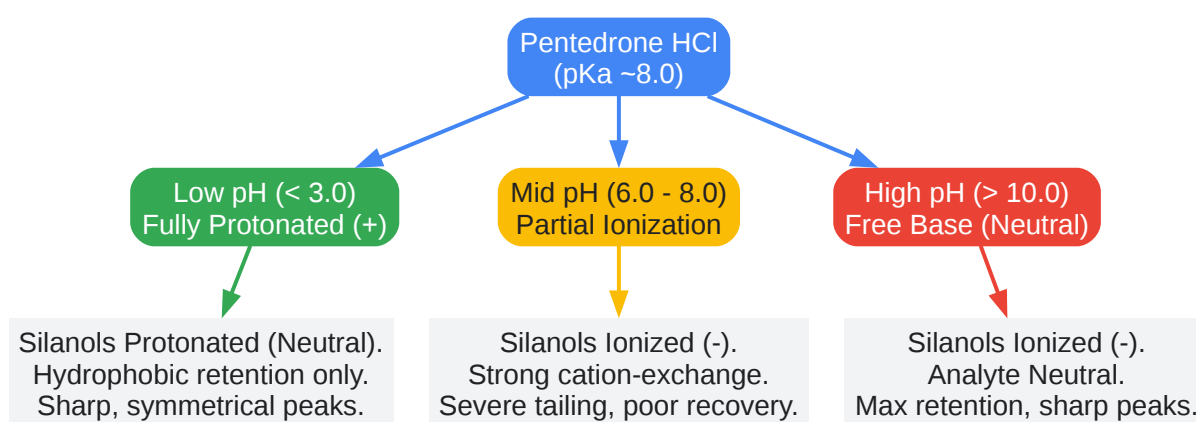 Pentedrone HCl
(pKa ~8.0)
Low pH (< 3.0)
Fully Protonated (+)
Mid pH (6.0 - 8.0)
Partial Ionization
High pH (> 10.0)
Free Base (Neutral)
Silanols Protonated (Neutral).
Hydrophobic retention only.
Sharp, symmetrical peaks.
Silanols Ionized (-).
Strong cation-exchange.
Severe tailing, poor recovery.
Silanols Ionized (-).
Analyte Neutral.
Max retention, sharp peaks.